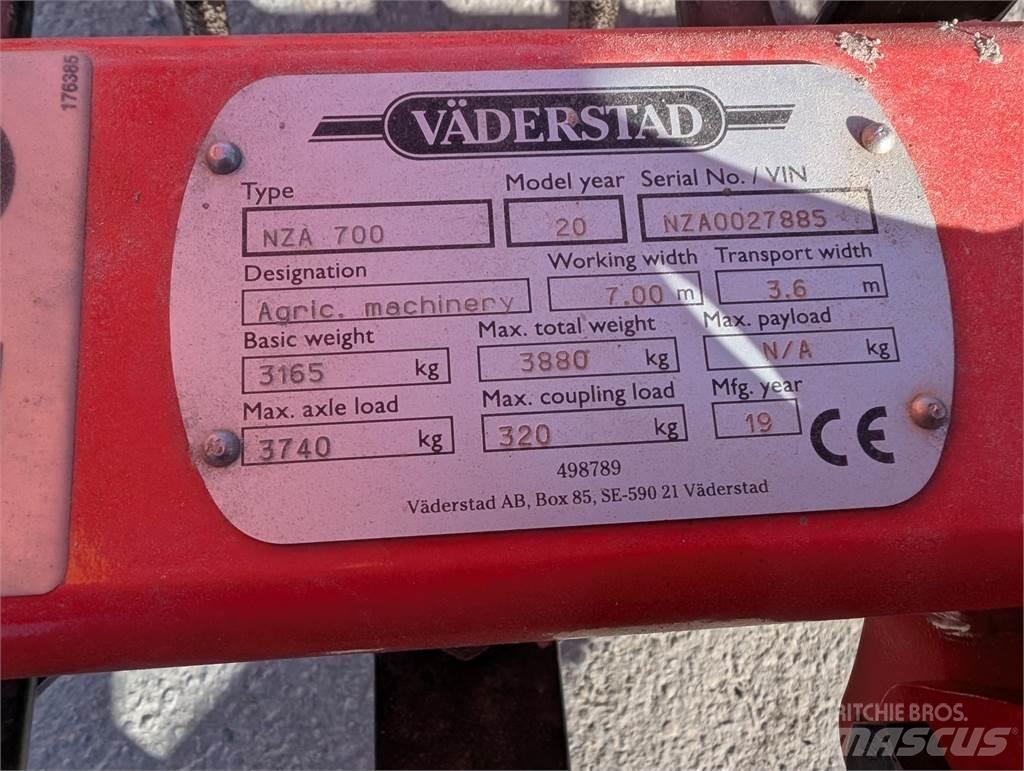 176385
VÄDERSTAD
Type Model year Serial No. / VIN
NZA 700 20 NZA0027885
Designation Working width Transport width
Agric. machinery 7.00 m 3.6 m
Basic weight Max. total weight Max. payload
3165 kg 3880 kg N/A kg
Max. axle load Max. coupling load Mfg. year
3740 kg 320 kg 19 CE
498789
Väderstad AB, Box 85, SE-590 21 Väderstad
RITCHIE BROS.
MASCUS